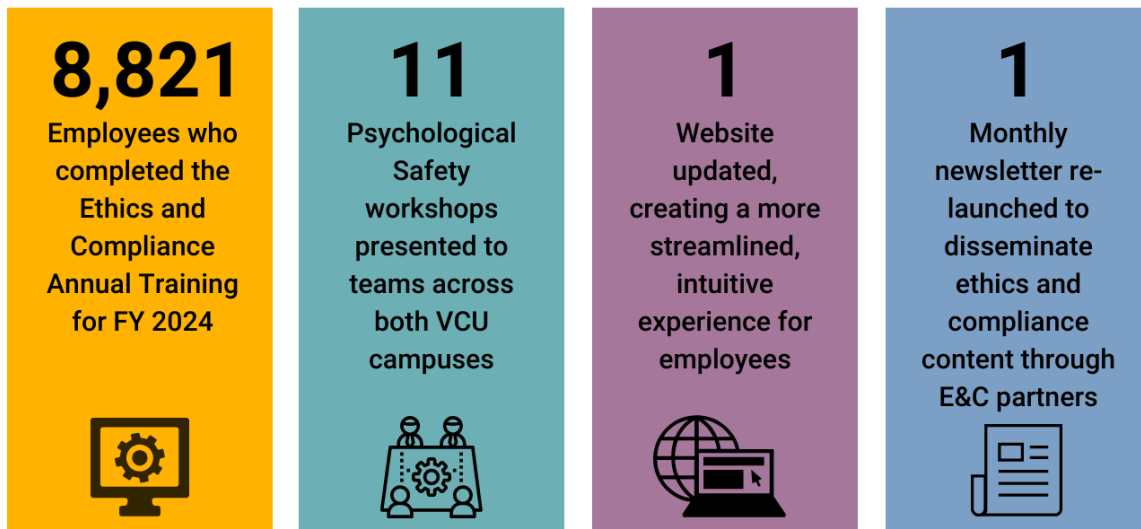 8,821
Employees who
completed the
Ethics and
Compliance
Annual Training
for FY 2024
11
Psychological
Safety
workshops
presented to
teams across
both VCU
campuses
1
Website
updated,
creating a more
streamlined,
intuitive
experience for
employees
1
Monthly
newsletter re-
launched to
disseminate
ethics and
compliance
content through
E&C partners